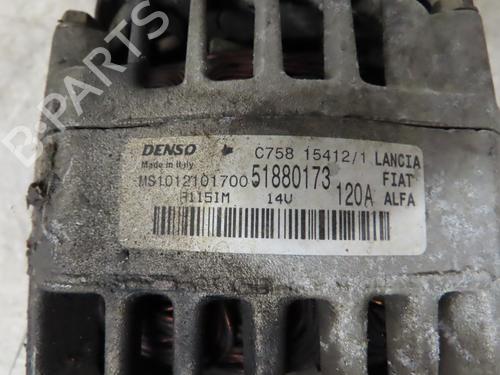 B-PARTS
DENSO C758 15412/1 LANCIA
Made in Italy
MS1012101700 51880173 FIAT
A115IM 14V 120A ALFA